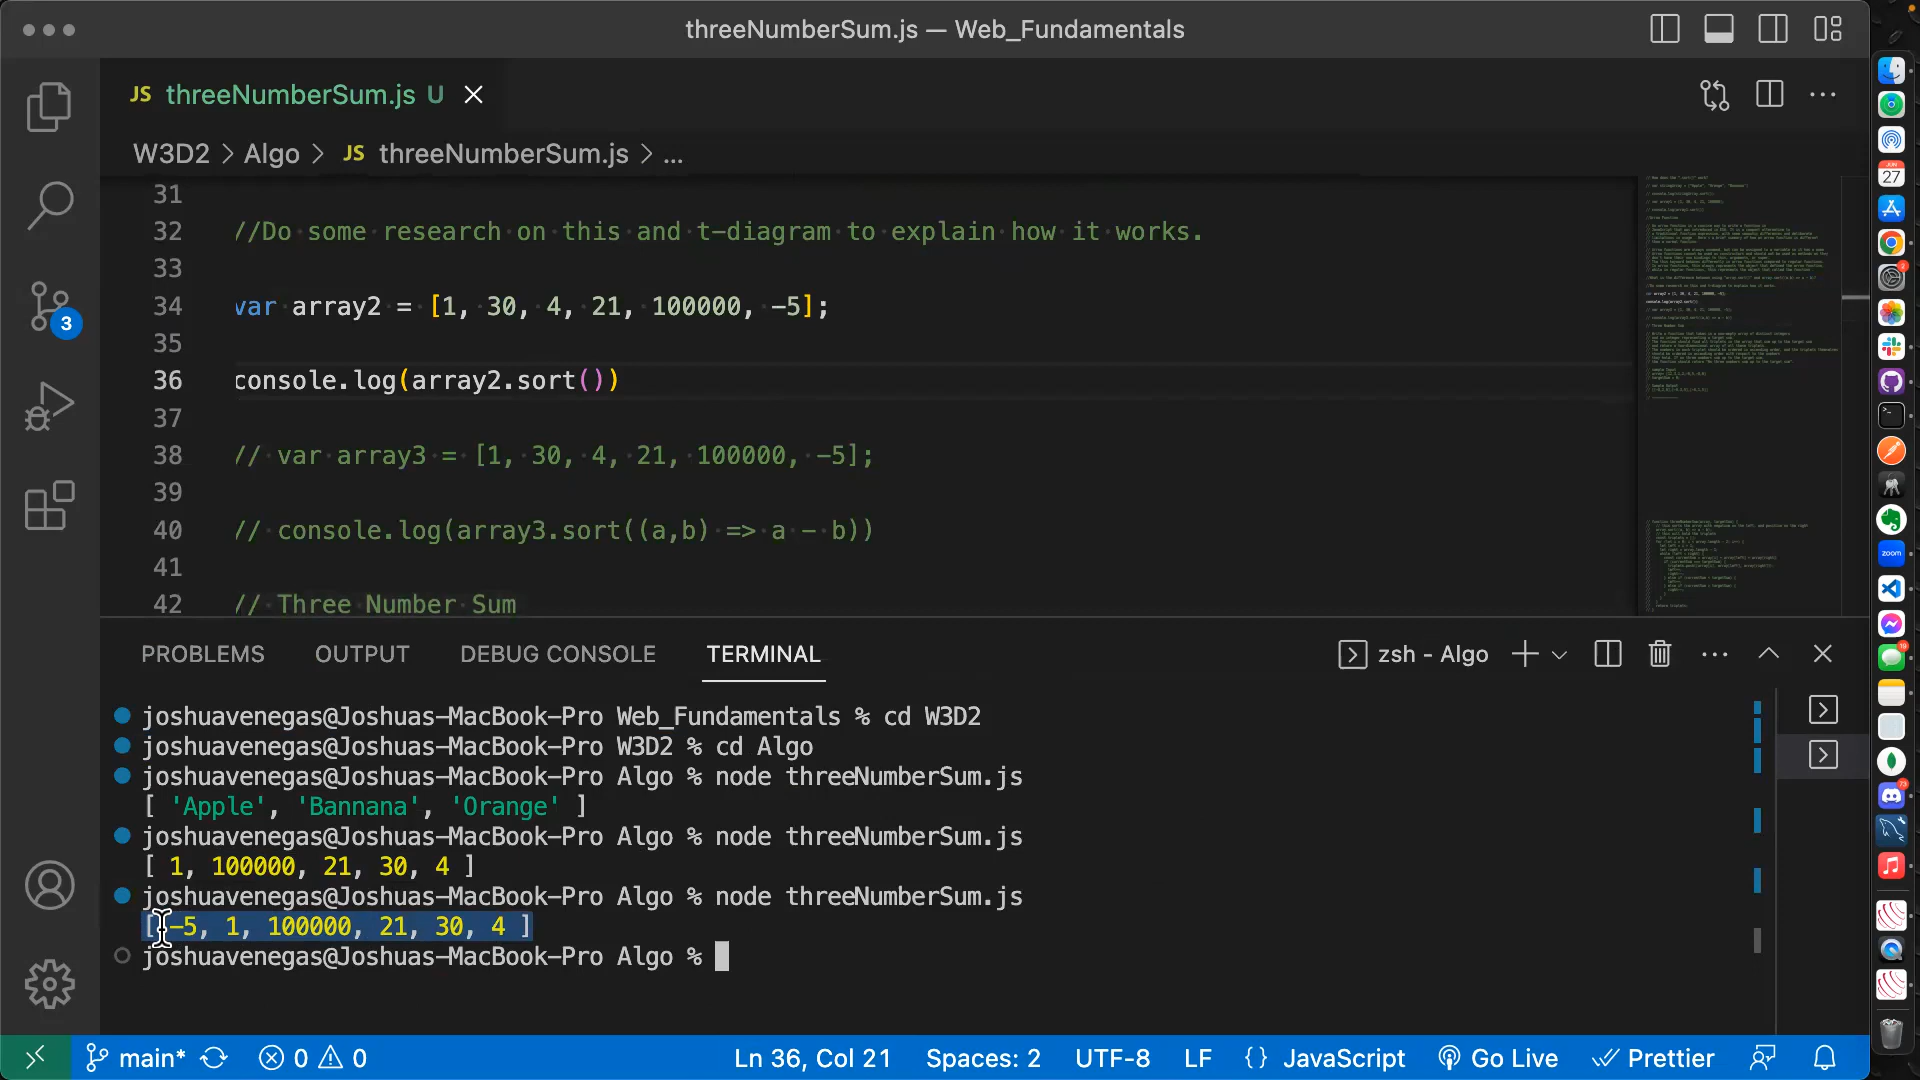 threeNumberSum.js — Web_Fundamentals
JS threeNumberSum.js U
W3D2 > Algo > JS threeNumberSum.js > ...
31
32 //Do some research on this and t-diagram to explain how it works.
33
34 var array2 = [1, 30, 4, 21, 100000, -5];
35
36 console.log(array2.sort())
37
38 // var array3 = [1, 30, 4, 21, 100000, -5];
39
40 // console.log(array3.sort((a,b) => a - b))
41
42 // Three Number Sum
3
PROBLEMS OUTPUT DEBUG CONSOLE TERMINAL zsh - Algo
joshuavenegas@Joshuas-MacBook-Pro Web_Fundamentals % cd W3D2
joshuavenegas@Joshuas-MacBook-Pro W3D2 % cd Algo
joshuavenegas@Joshuas-MacBook-Pro Algo % node threeNumberSum.js
[ 'Apple', 'Bannana', 'Orange' ]
joshuavenegas@Joshuas-MacBook-Pro Algo % node threeNumberSum.js
[ 1, 100000, 21, 30, 4 ]
joshuavenegas@Joshuas-MacBook-Pro Algo % node threeNumberSum.js
[ -5, 1, 100000, 21, 30, 4 ]
joshuavenegas@Joshuas-MacBook-Pro Algo %
main* 0 0 Ln 36, Col 21 Spaces: 2 UTF-8 LF {} JavaScript Go Live Prettier
JUN
27
zoom